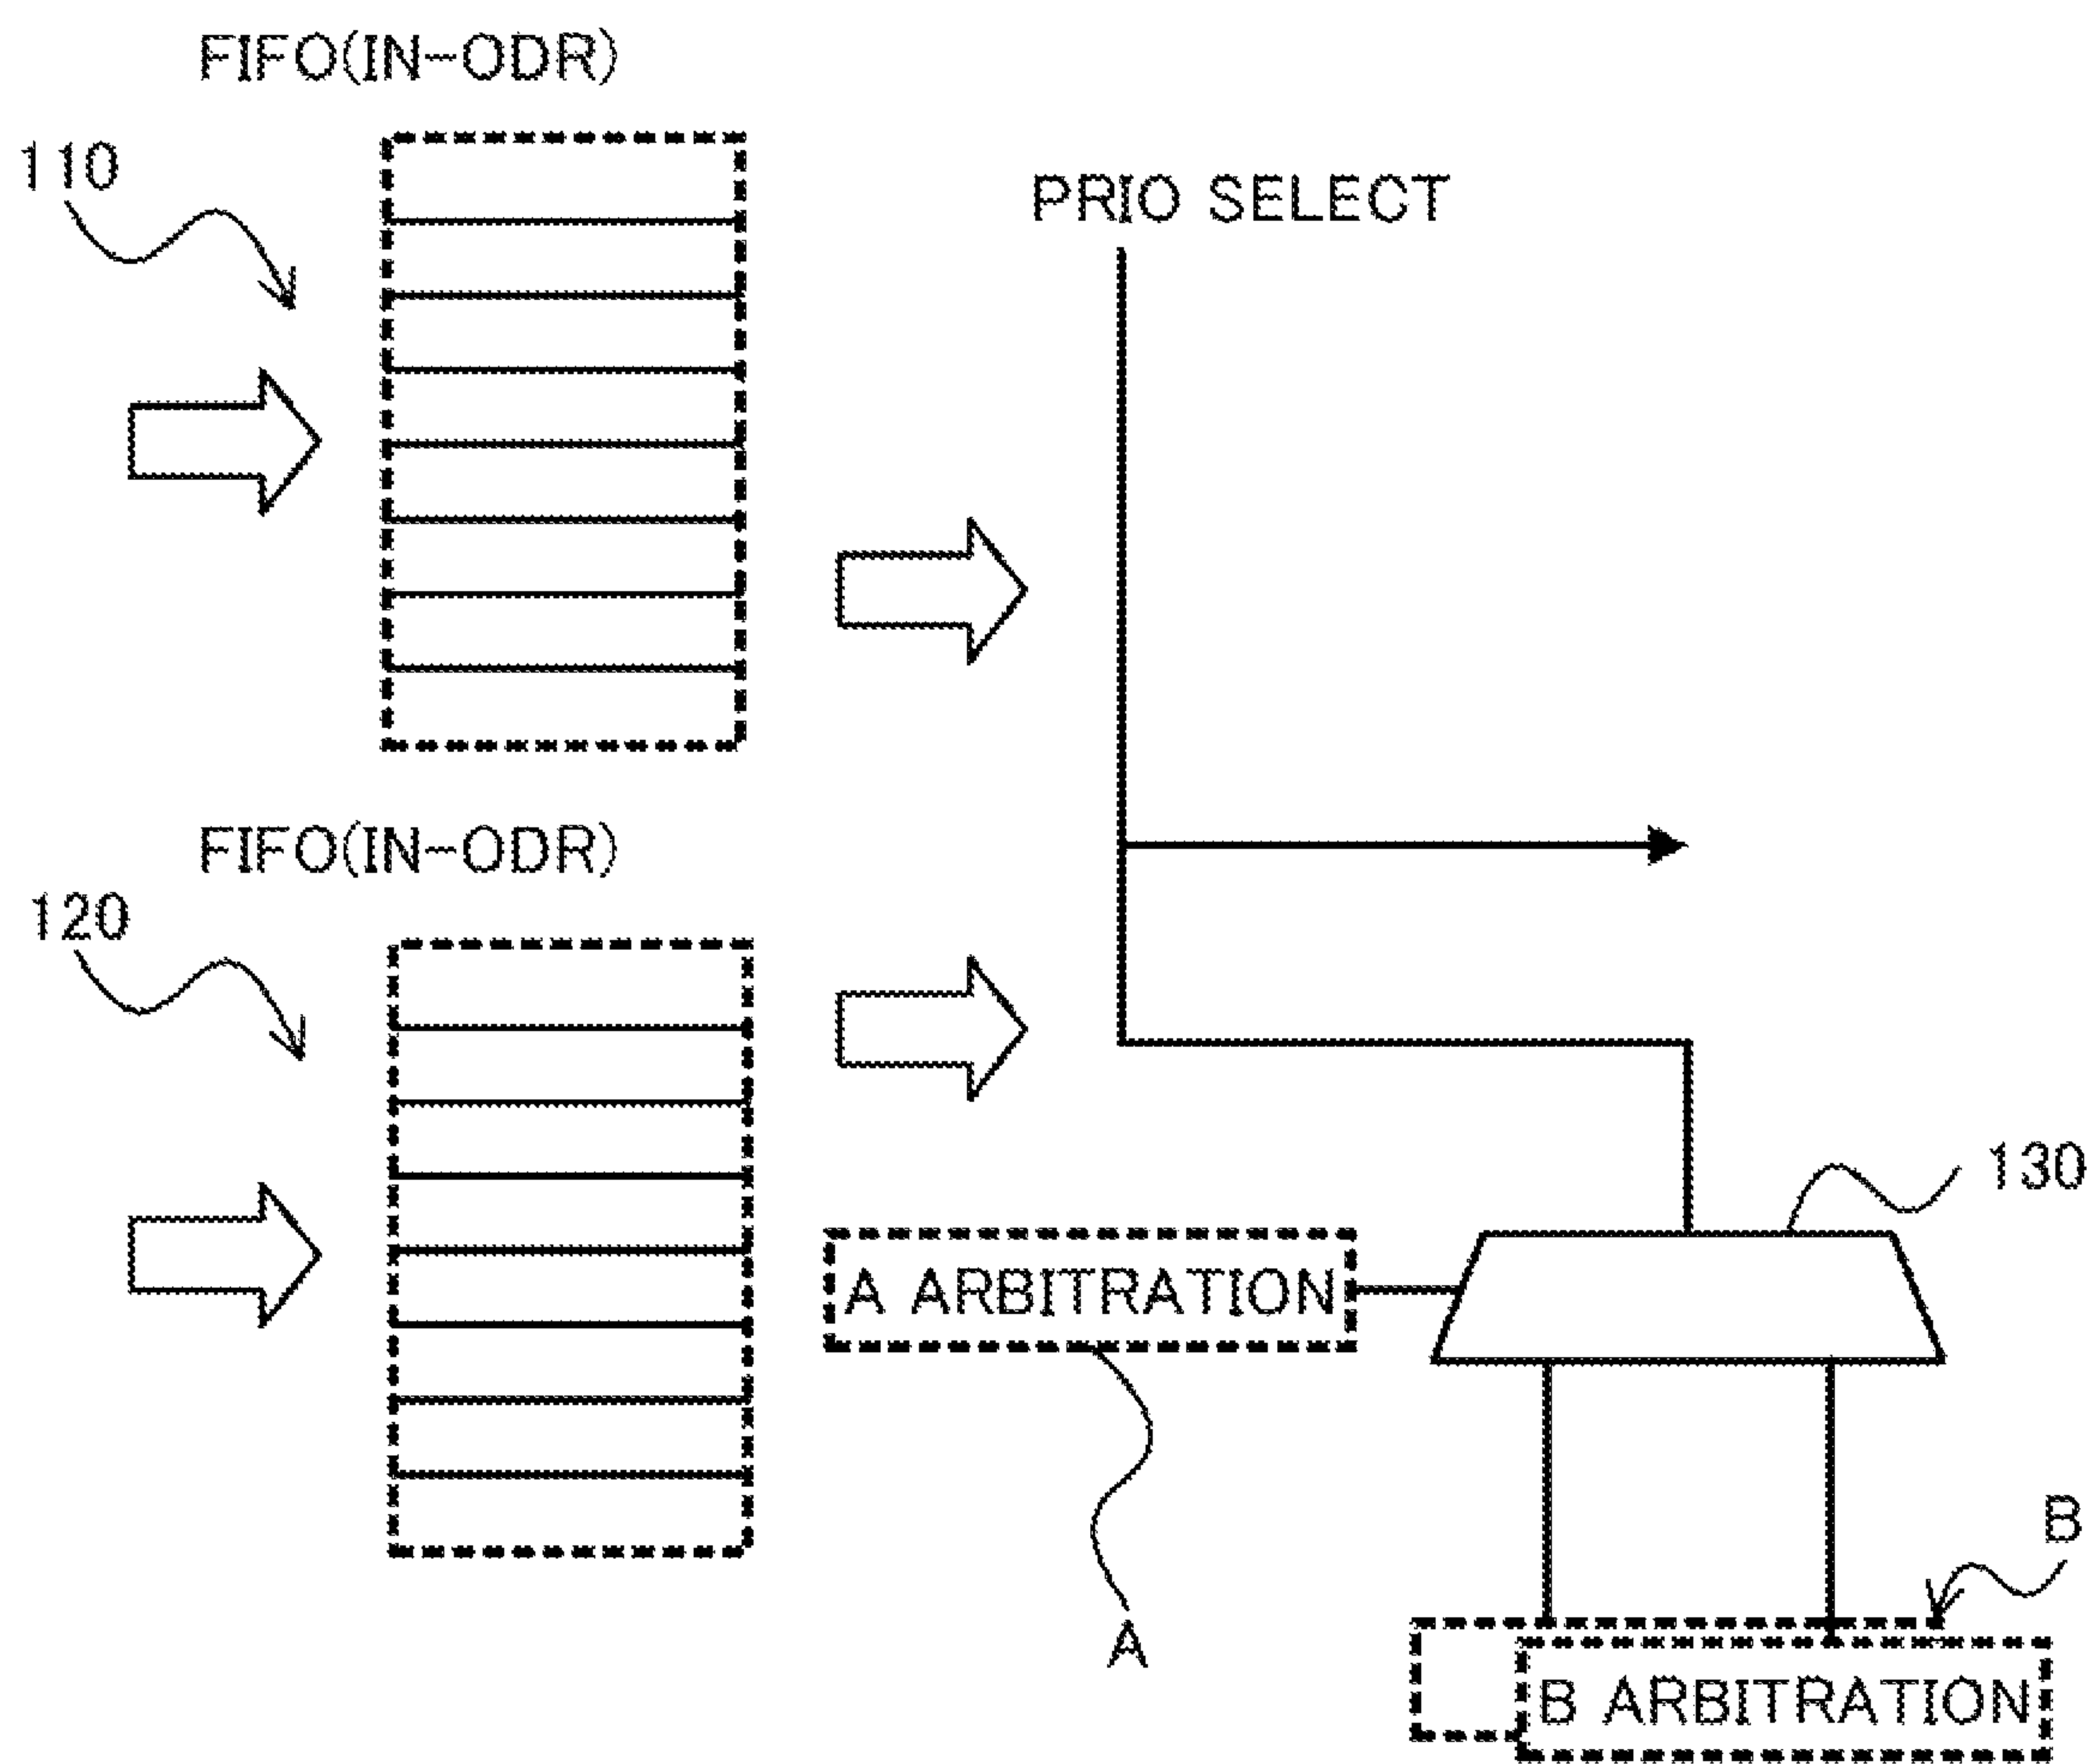 FIFO(IN-ODR)
110
PRIO SELECT
FIFO(IN-ODR)
120
130
A ARBITRATION
B
A
B ARBITRATION